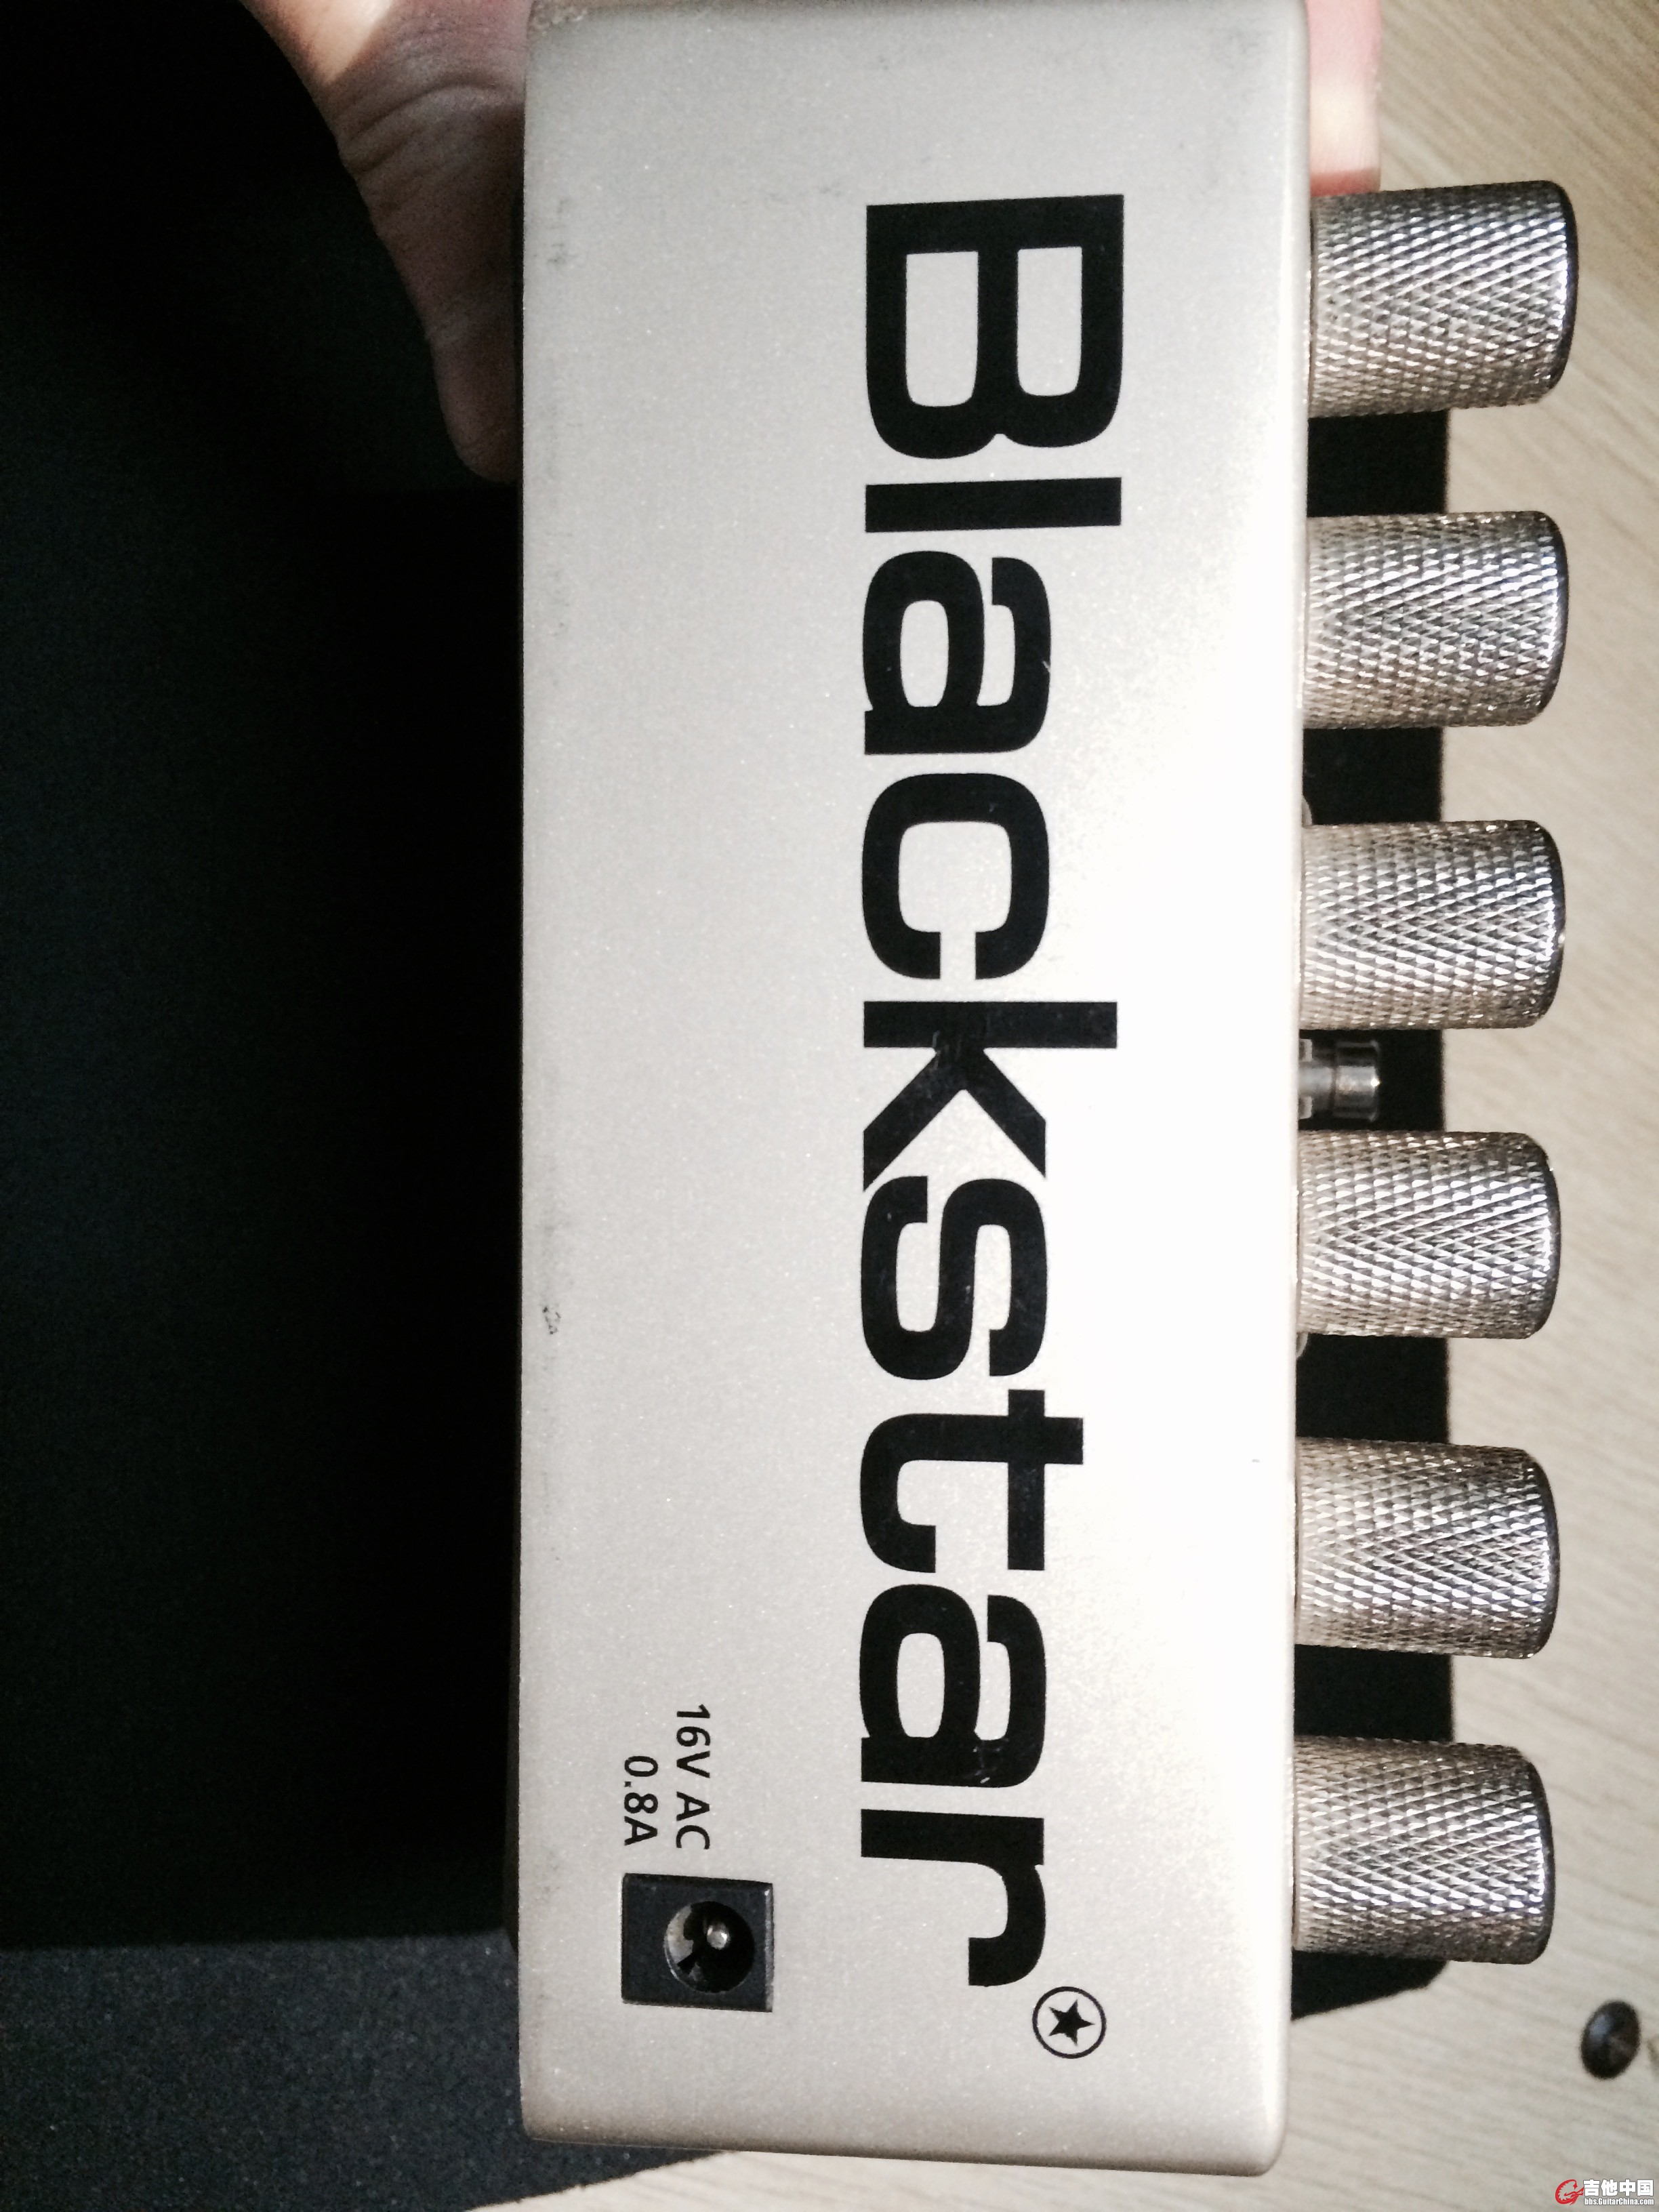 Blackstar
16V AC
0.8A
吉他中国
bbs.GuitarChina.com